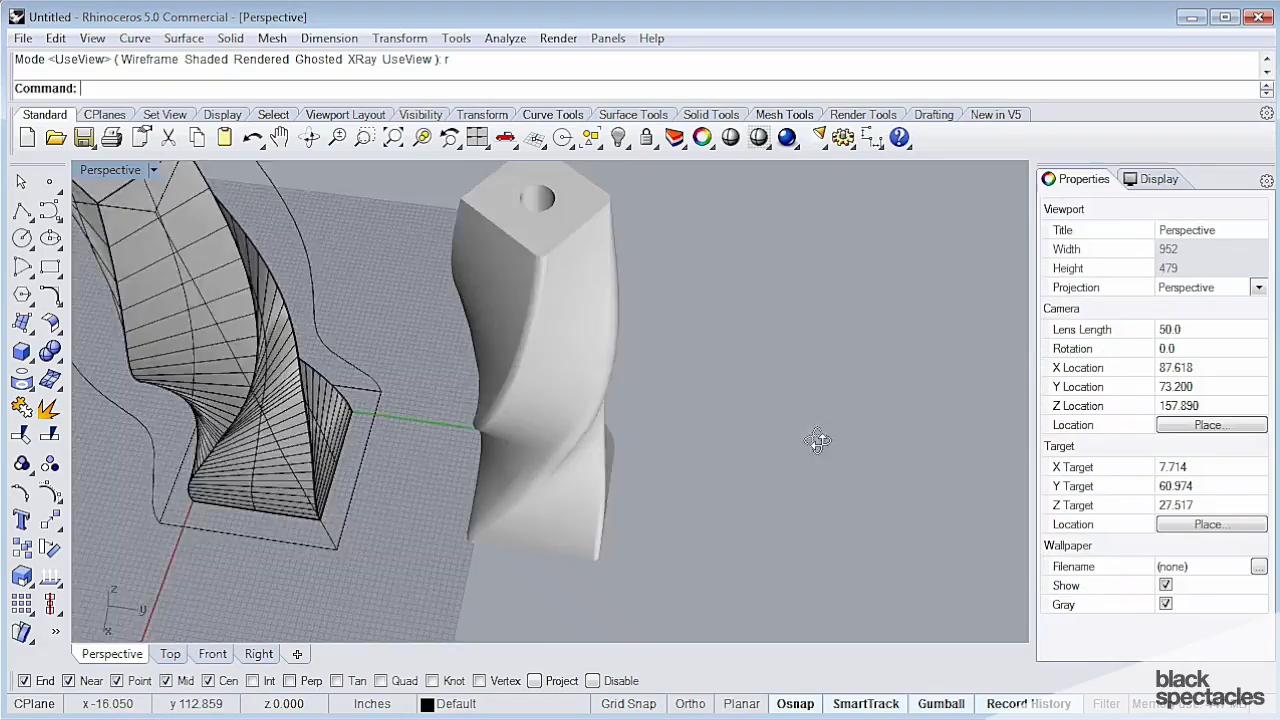 Untitled - Rhinoceros 5.0 Commercial - [Perspective]
File Edit View Curve Surface Solid Mesh Dimension Transform Tools Analyze Render Panels Help
Mode <UseView> ( Wireframe Shaded Rendered Ghosted XRay UseView ): r
Command:
Standard CPlanes Set View Display Select Viewport Layout Visibility Transform Curve Tools Surface Tools Solid Tools Mesh Tools Render Tools Drafting New in V5
Perspective
Properties Display
Viewport
Title Perspective
Width 952
Height 479
Projection Perspective
Camera
Lens Length 50.0
Rotation 0.0
X Location 87.618
Y Location 73.200
Z Location 157.890
Location Place...
Target
X Target 7.714
Y Target 60.974
Z Target 27.517
Location Place...
Wallpaper
Filename (none) ...
Show
Gray
z
y
x
Perspective Top Front Right
End Near Point Mid Cen Int Perp Tan Quad Knot Vertex Project Disable
CPlane x -16.050 y 112.859 z 0.000 Inches Default Grid Snap Ortho Planar Osnap SmartTrack Gumball Record History Filter
black
spectacles